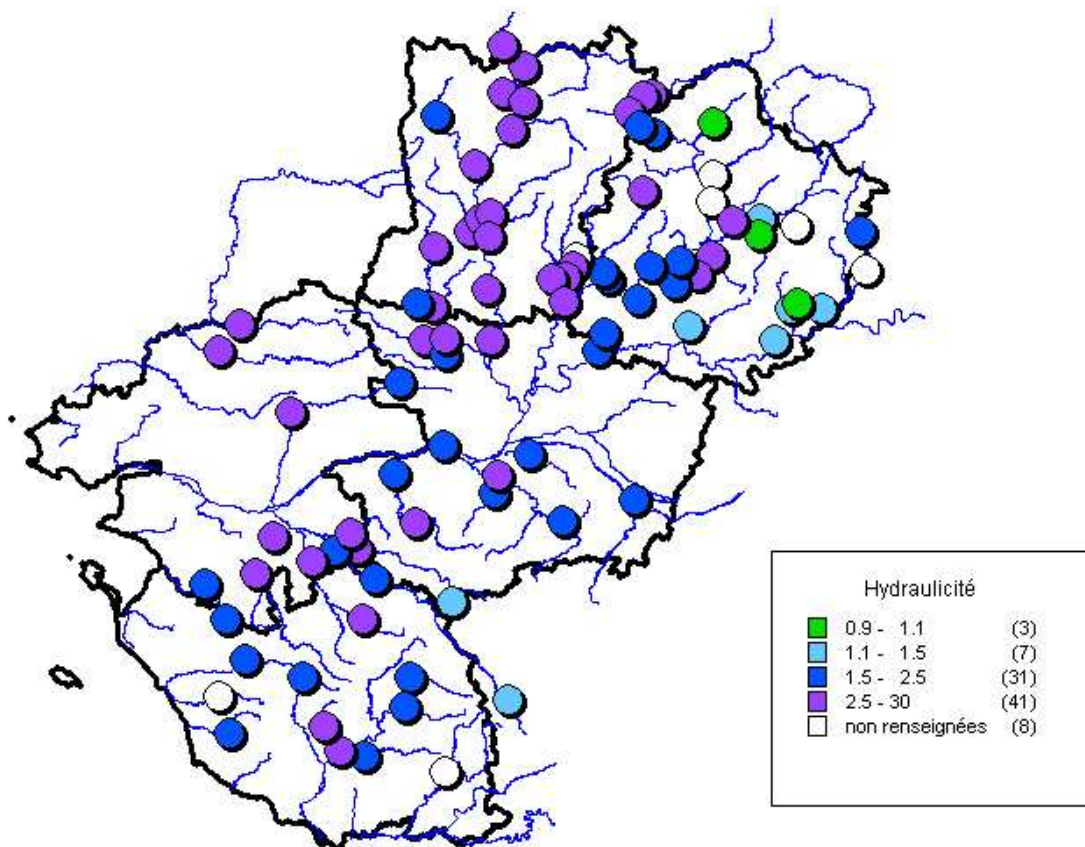 Hydraulicité
0.9 - 1.1 (3)
1.1 - 1.5 (7)
1.5 - 2.5 (31)
2.5 - 30 (41)
non renseignées (8)